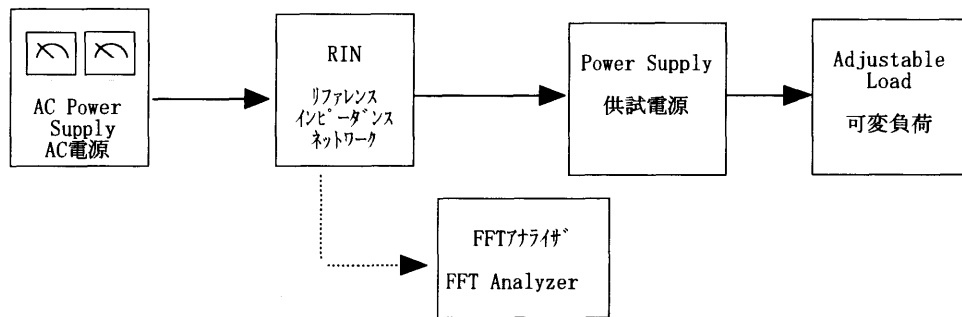 AC Power
Supply
AC電源
RIN
ﾘﾌｧﾚﾝｽ
ｲﾝﾋﾟｰﾀﾞﾝｽ
ﾈｯﾄﾜｰｸ
Power Supply
供試電源
Adjustable
Load
可変負荷
FFTｱﾅﾗｲｻﾞ
FFT Analyzer